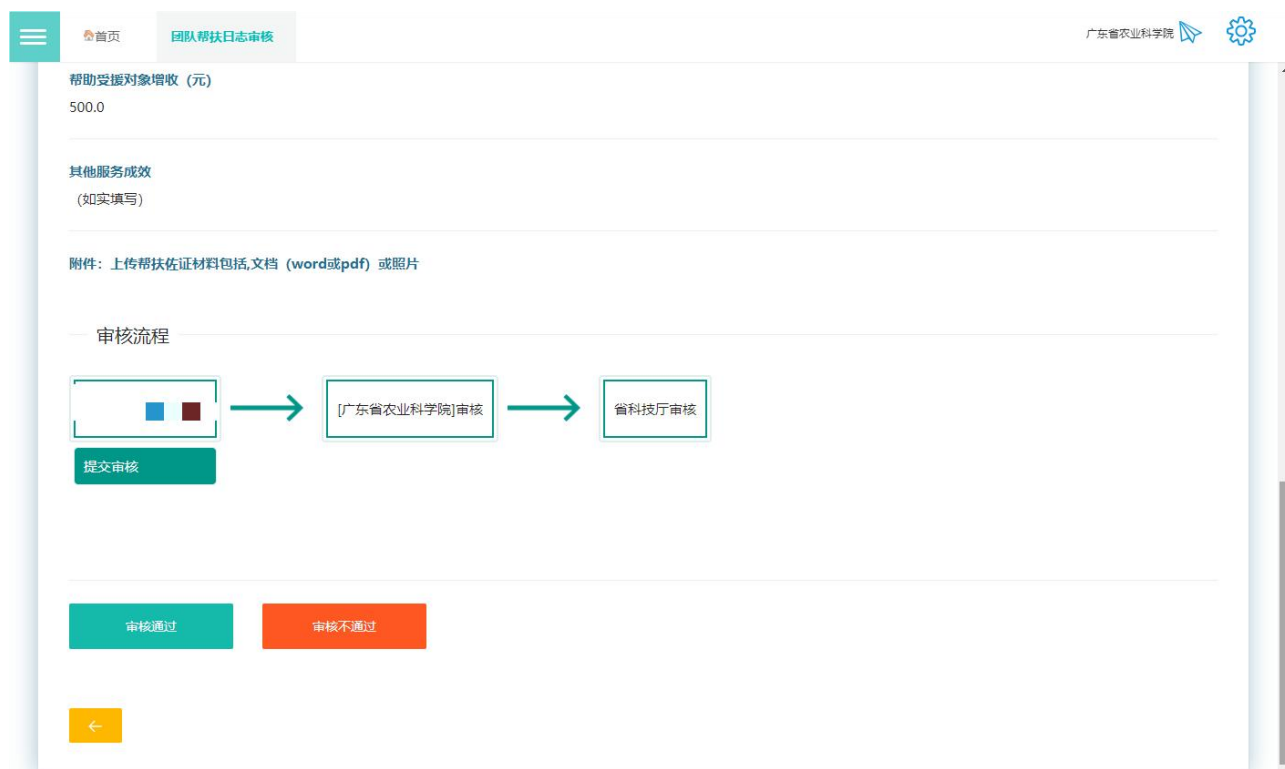 首页
团队帮扶日志审核
广东省农业科学院
帮助受援对象增收（元）
500.0
其他服务成效
（如实填写）
附件：上传帮扶佐证材料包括,文档（word或pdf）或照片
审核流程
[广东省农业科学院]审核
省科技厅审核
提交审核
审核通过
审核不通过